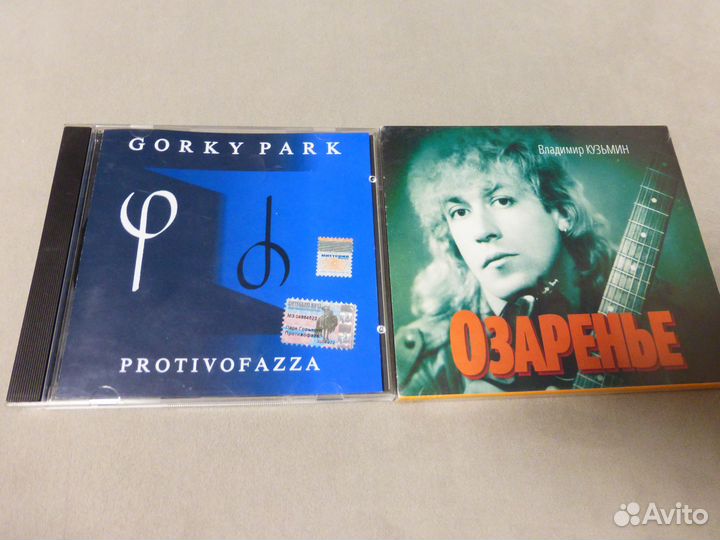 GORKY PARK
PROTIVOFAZZA
Владимир КУЗЬМИН
ОЗАРЕНЬЕ
Avito